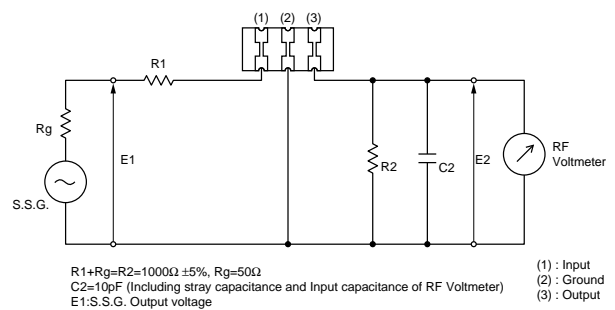 (1) (2) (3)
R1
Rg
E1
R2
C2
E2
RF
Voltmeter
S.S.G.
R1+Rg=R2=1000Ω ±5%, Rg=50Ω
C2=10pF (Including stray capacitance and Input capacitance of RF Voltmeter)
E1:S.S.G. Output voltage
(1) : Input
(2) : Ground
(3) : Output